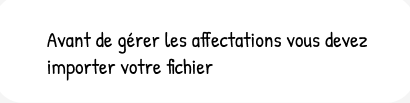 Avant de gérer les affectations vous devez
importer votre fichier